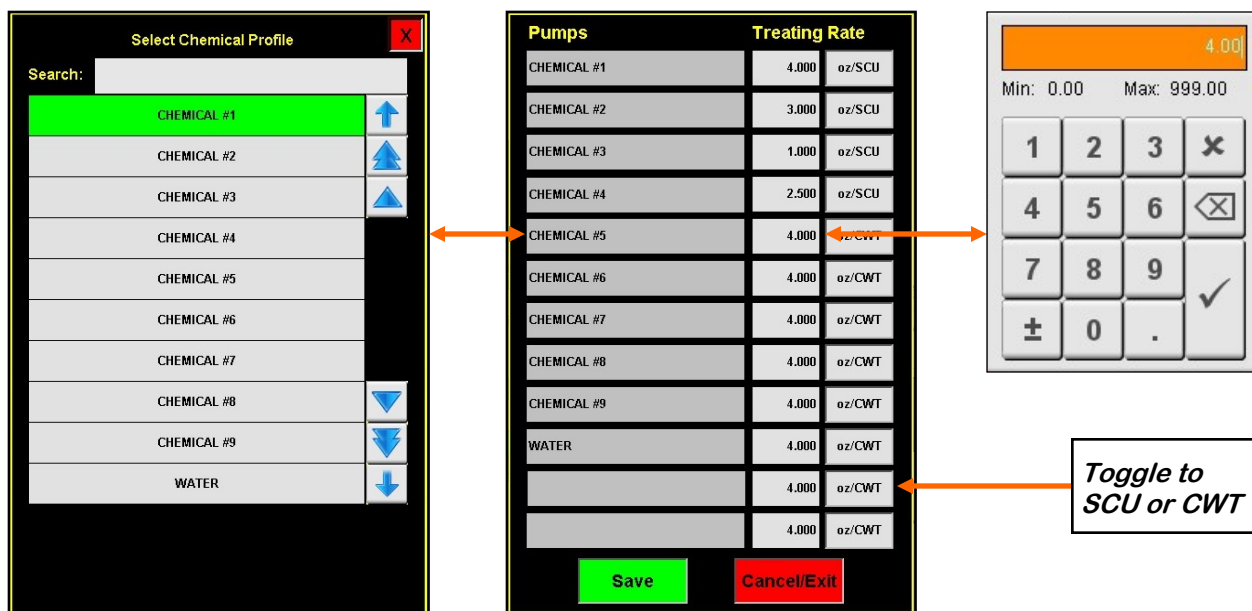 Select Chemical Profile
X
Search:
CHEMICAL #1
CHEMICAL #2
CHEMICAL #3
CHEMICAL #4
CHEMICAL #5
CHEMICAL #6
CHEMICAL #7
CHEMICAL #8
CHEMICAL #9
WATER
Pumps Treating Rate
CHEMICAL #1 4.000 oz/SCU
CHEMICAL #2 3.000 oz/SCU
CHEMICAL #3 1.000 oz/SCU
CHEMICAL #4 2.500 oz/SCU
CHEMICAL #5 4.000 oz/CWT
CHEMICAL #6 4.000 oz/CWT
CHEMICAL #7 4.000 oz/CWT
CHEMICAL #8 4.000 oz/CWT
CHEMICAL #9 4.000 oz/CWT
WATER 4.000 oz/CWT
4.000 oz/CWT
4.000 oz/CWT
Save Cancel/Exit
4.00
Min: 0.00 Max: 999.00
1 2 3
4 5 6
7 8 9
± 0 .
Toggle to
SCU or CWT